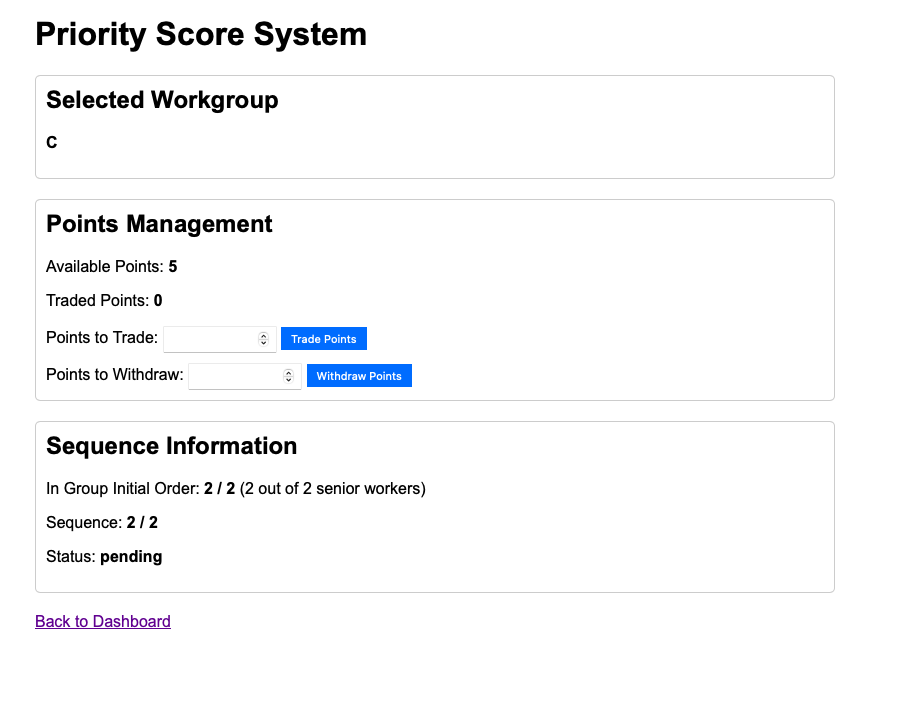 Priority Score System
Selected Workgroup
C
Points Management
Available Points: 5
Traded Points: 0
Points to Trade: Trade Points
Points to Withdraw: Withdraw Points
Sequence Information
In Group Initial Order: 2 / 2 (2 out of 2 senior workers)
Sequence: 2 / 2
Status: pending
Back to Dashboard